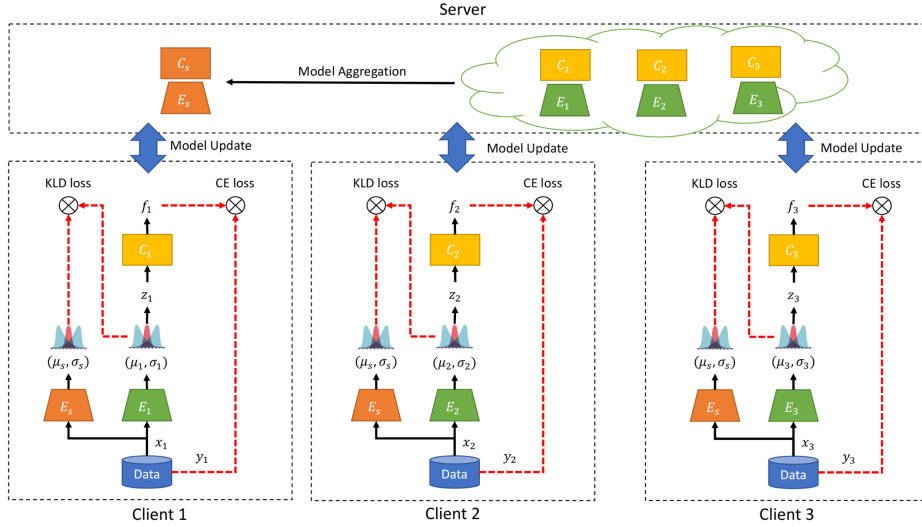 Server
C_s
E_s
Model Aggregation
C_1
E_1
C_2
E_2
C_3
E_3
Model Update
Model Update
Model Update
KLD loss
CE loss
f_1
C_1
z_1
(μ_s, σ_s)
(μ_1, σ_1)
E_s
E_1
x_1
y_1
Data
Client 1
KLD loss
CE loss
f_2
C_2
z_2
(μ_s, σ_s)
(μ_2, σ_2)
E_s
E_2
x_2
y_2
Data
Client 2
KLD loss
CE loss
f_3
C_3
z_3
(μ_s, σ_s)
(μ_3, σ_3)
E_s
E_3
x_3
y_3
Data
Client 3